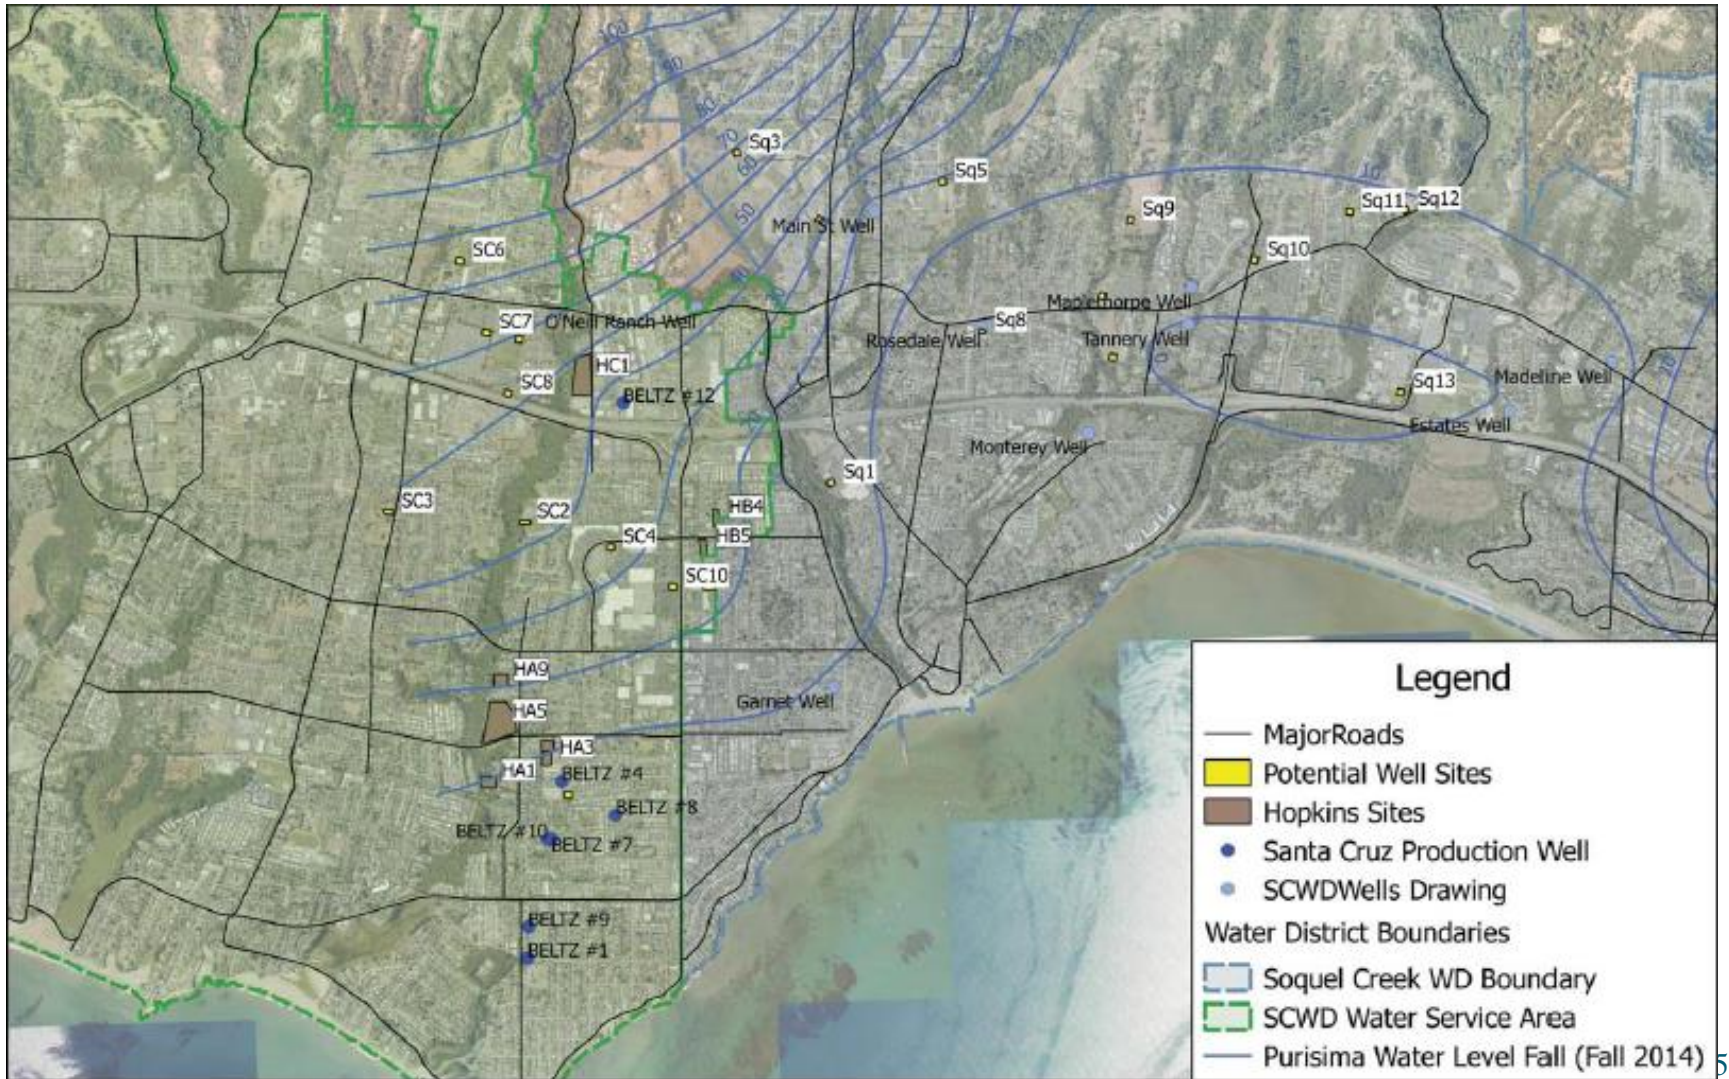 100
90
80
70
60
50
Sq3
Sq5
10
Sq11
Sq12
Sq9
Main St Well
SC6
Sq10
Maplethorpe Well
SC7
O'Neill Ranch Well
Sq8
Rosedale Well
Tannery Well
HC1
SC8
BELTZ #12
Sq13
Madeline Well
10
Estates Well
Monterey Well
Sq1
SC3
SC2
HB4
HB5
SC4
SC10
HA9
Garnet Well
HA5
HA3
HA1
BELTZ #4
BELTZ #8
BELTZ #10
BELTZ #7
BELTZ #9
BELTZ #1
Legend
MajorRoads
Potential Well Sites
Hopkins Sites
Santa Cruz Production Well
SCWDWells Drawing
Water District Boundaries
Soquel Creek WD Boundary
SCWD Water Service Area
Purisima Water Level Fall (Fall 2014)
5